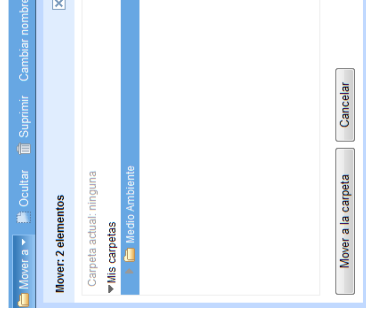 Mover a Ocultar Suprimir Cambiar nombre
Mover: 2 elementos
Carpeta actual: ninguna
Mis carpetas
Medio Ambiente
Mover a la carpeta Cancelar